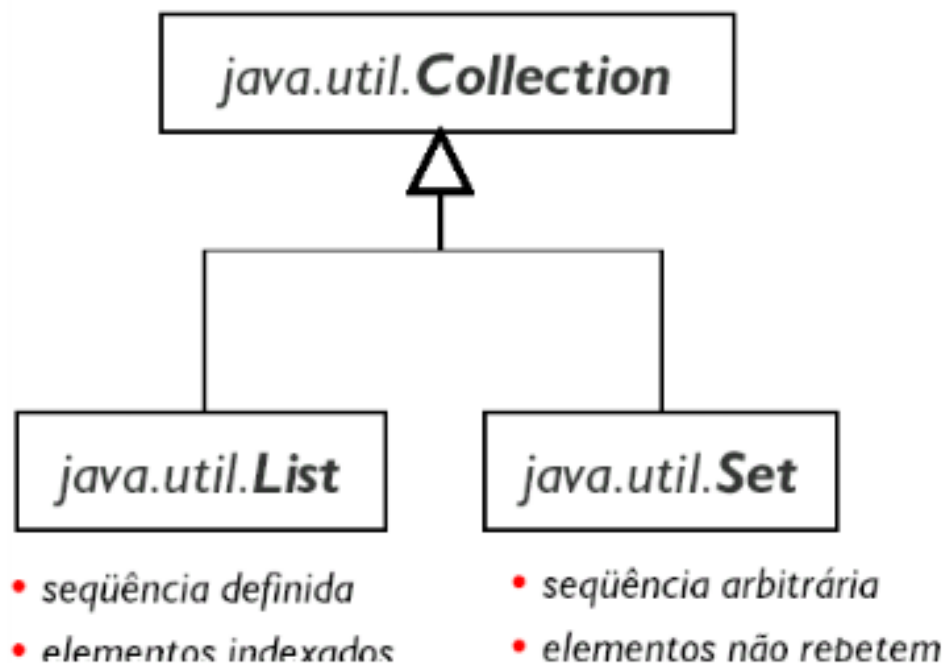 java.util.Collection
java.util.List
java.util.Set
• seqüência definida
• elementos indexados
• seqüência arbitrária
• elementos não repetem